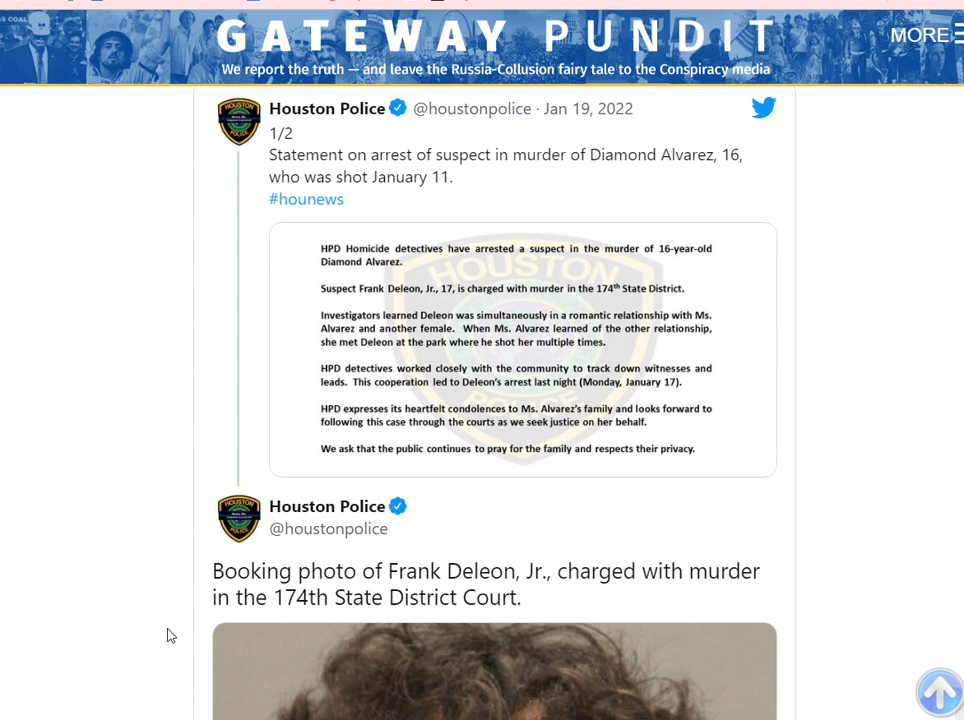 GATEWAY PUNDIT
MORE
We report the truth — and leave the Russia-Collusion fairy tale to the Conspiracy media
Houston Police @houstonpolice · Jan 19, 2022
1/2
Statement on arrest of suspect in murder of Diamond Alvarez, 16,
who was shot January 11.
#hounews
HPD Homicide detectives have arrested a suspect in the murder of 16-year-old
Diamond Alvarez.
Suspect Frank Deleon, Jr., 17, is charged with murder in the 174th State District.
Investigators learned Deleon was simultaneously in a romantic relationship with Ms.
Alvarez and another female. When Ms. Alvarez learned of the other relationship,
she met Deleon at the park where he shot her multiple times.
HPD detectives worked closely with the community to track down witnesses and
leads. This cooperation led to Deleon's arrest last night (Monday, January 17).
HPD expresses its heartfelt condolences to Ms. Alvarez's family and looks forward to
following this case through the courts as we seek justice on her behalf.
We ask that the public continues to pray for the family and respects their privacy.
HOUSTON
POLICE
Houston Police
@houstonpolice
Booking photo of Frank Deleon, Jr., charged with murder
in the 174th State District Court.